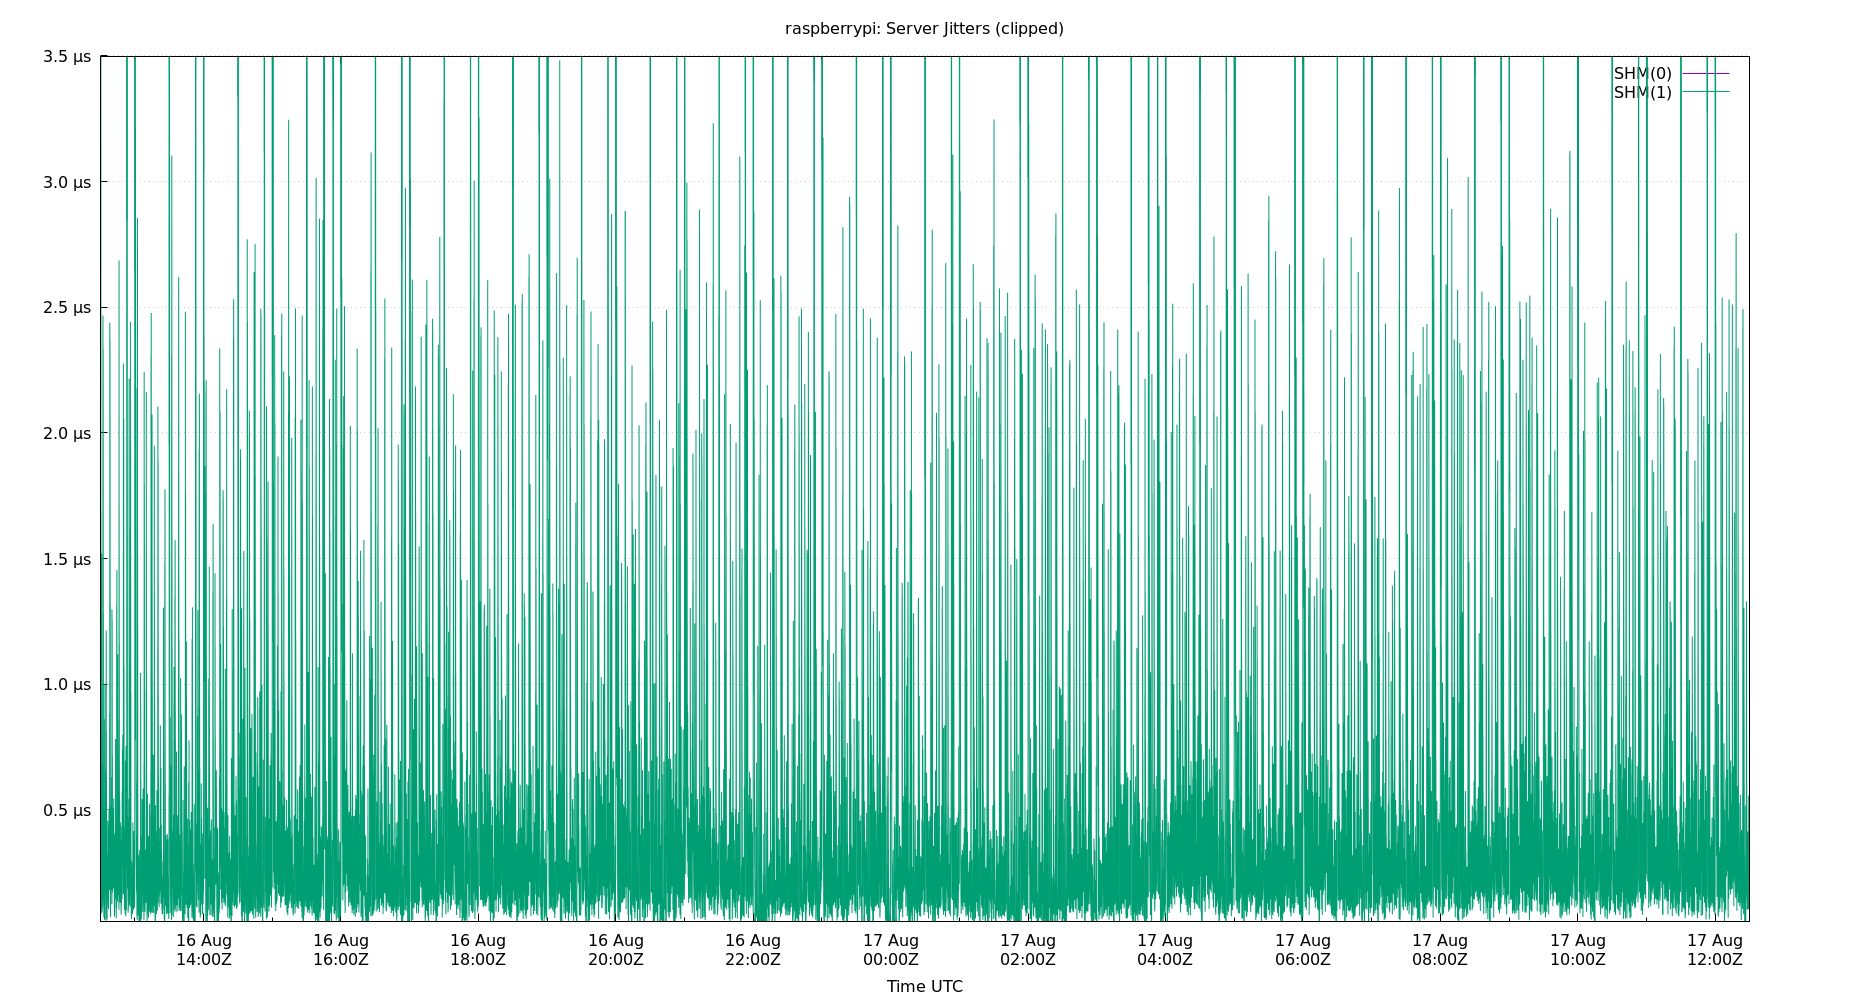 raspberrypi: Server Jitters (clipped)
3.5 µs
3.0 µs
2.5 µs
2.0 µs
1.5 µs
1.0 µs
0.5 µs
SHM(0)
SHM(1)
16 Aug
14:00Z
16 Aug
16:00Z
16 Aug
18:00Z
16 Aug
20:00Z
16 Aug
22:00Z
17 Aug
00:00Z
17 Aug
02:00Z
17 Aug
04:00Z
17 Aug
06:00Z
17 Aug
08:00Z
17 Aug
10:00Z
17 Aug
12:00Z
Time UTC